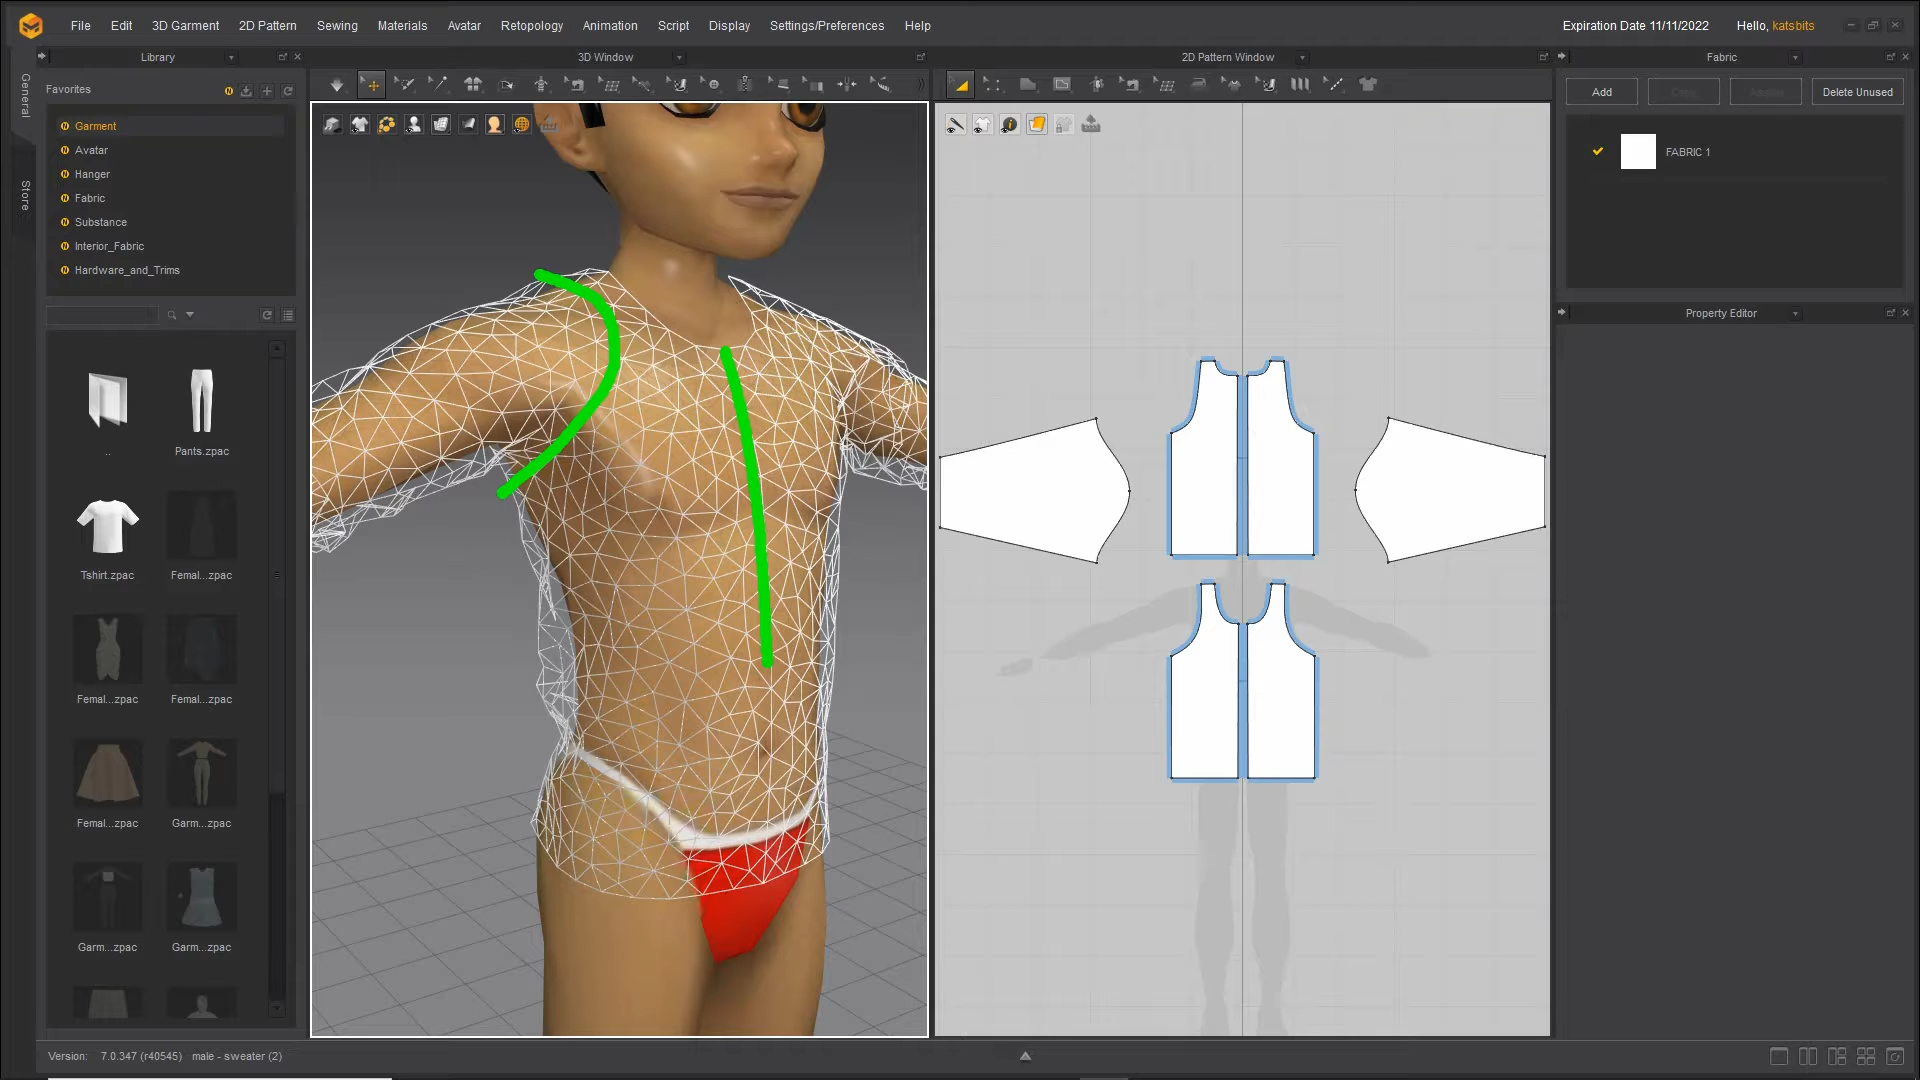 File Edit 3D Garment 2D Pattern Sewing Materials Avatar Retopology Animation Script Display Settings/Preferences Help Expiration Date 11/11/2022 Hello, katsbits
Library 3D Window 2D Pattern Window Fabric
General
Store
Favorites
Garment
Avatar
Hanger
Fabric
Substance
Interior_Fabric
Hardware_and_Trims
Add Delete Unused
FABRIC 1
Property Editor
.. Pants.zpac
Tshirt.zpac Femal...zpac
Femal...zpac Femal...zpac
Femal...zpac Garm...zpac
Garm...zpac Garm...zpac
Version: 7.0.347 (r40545) male - sweater (2)